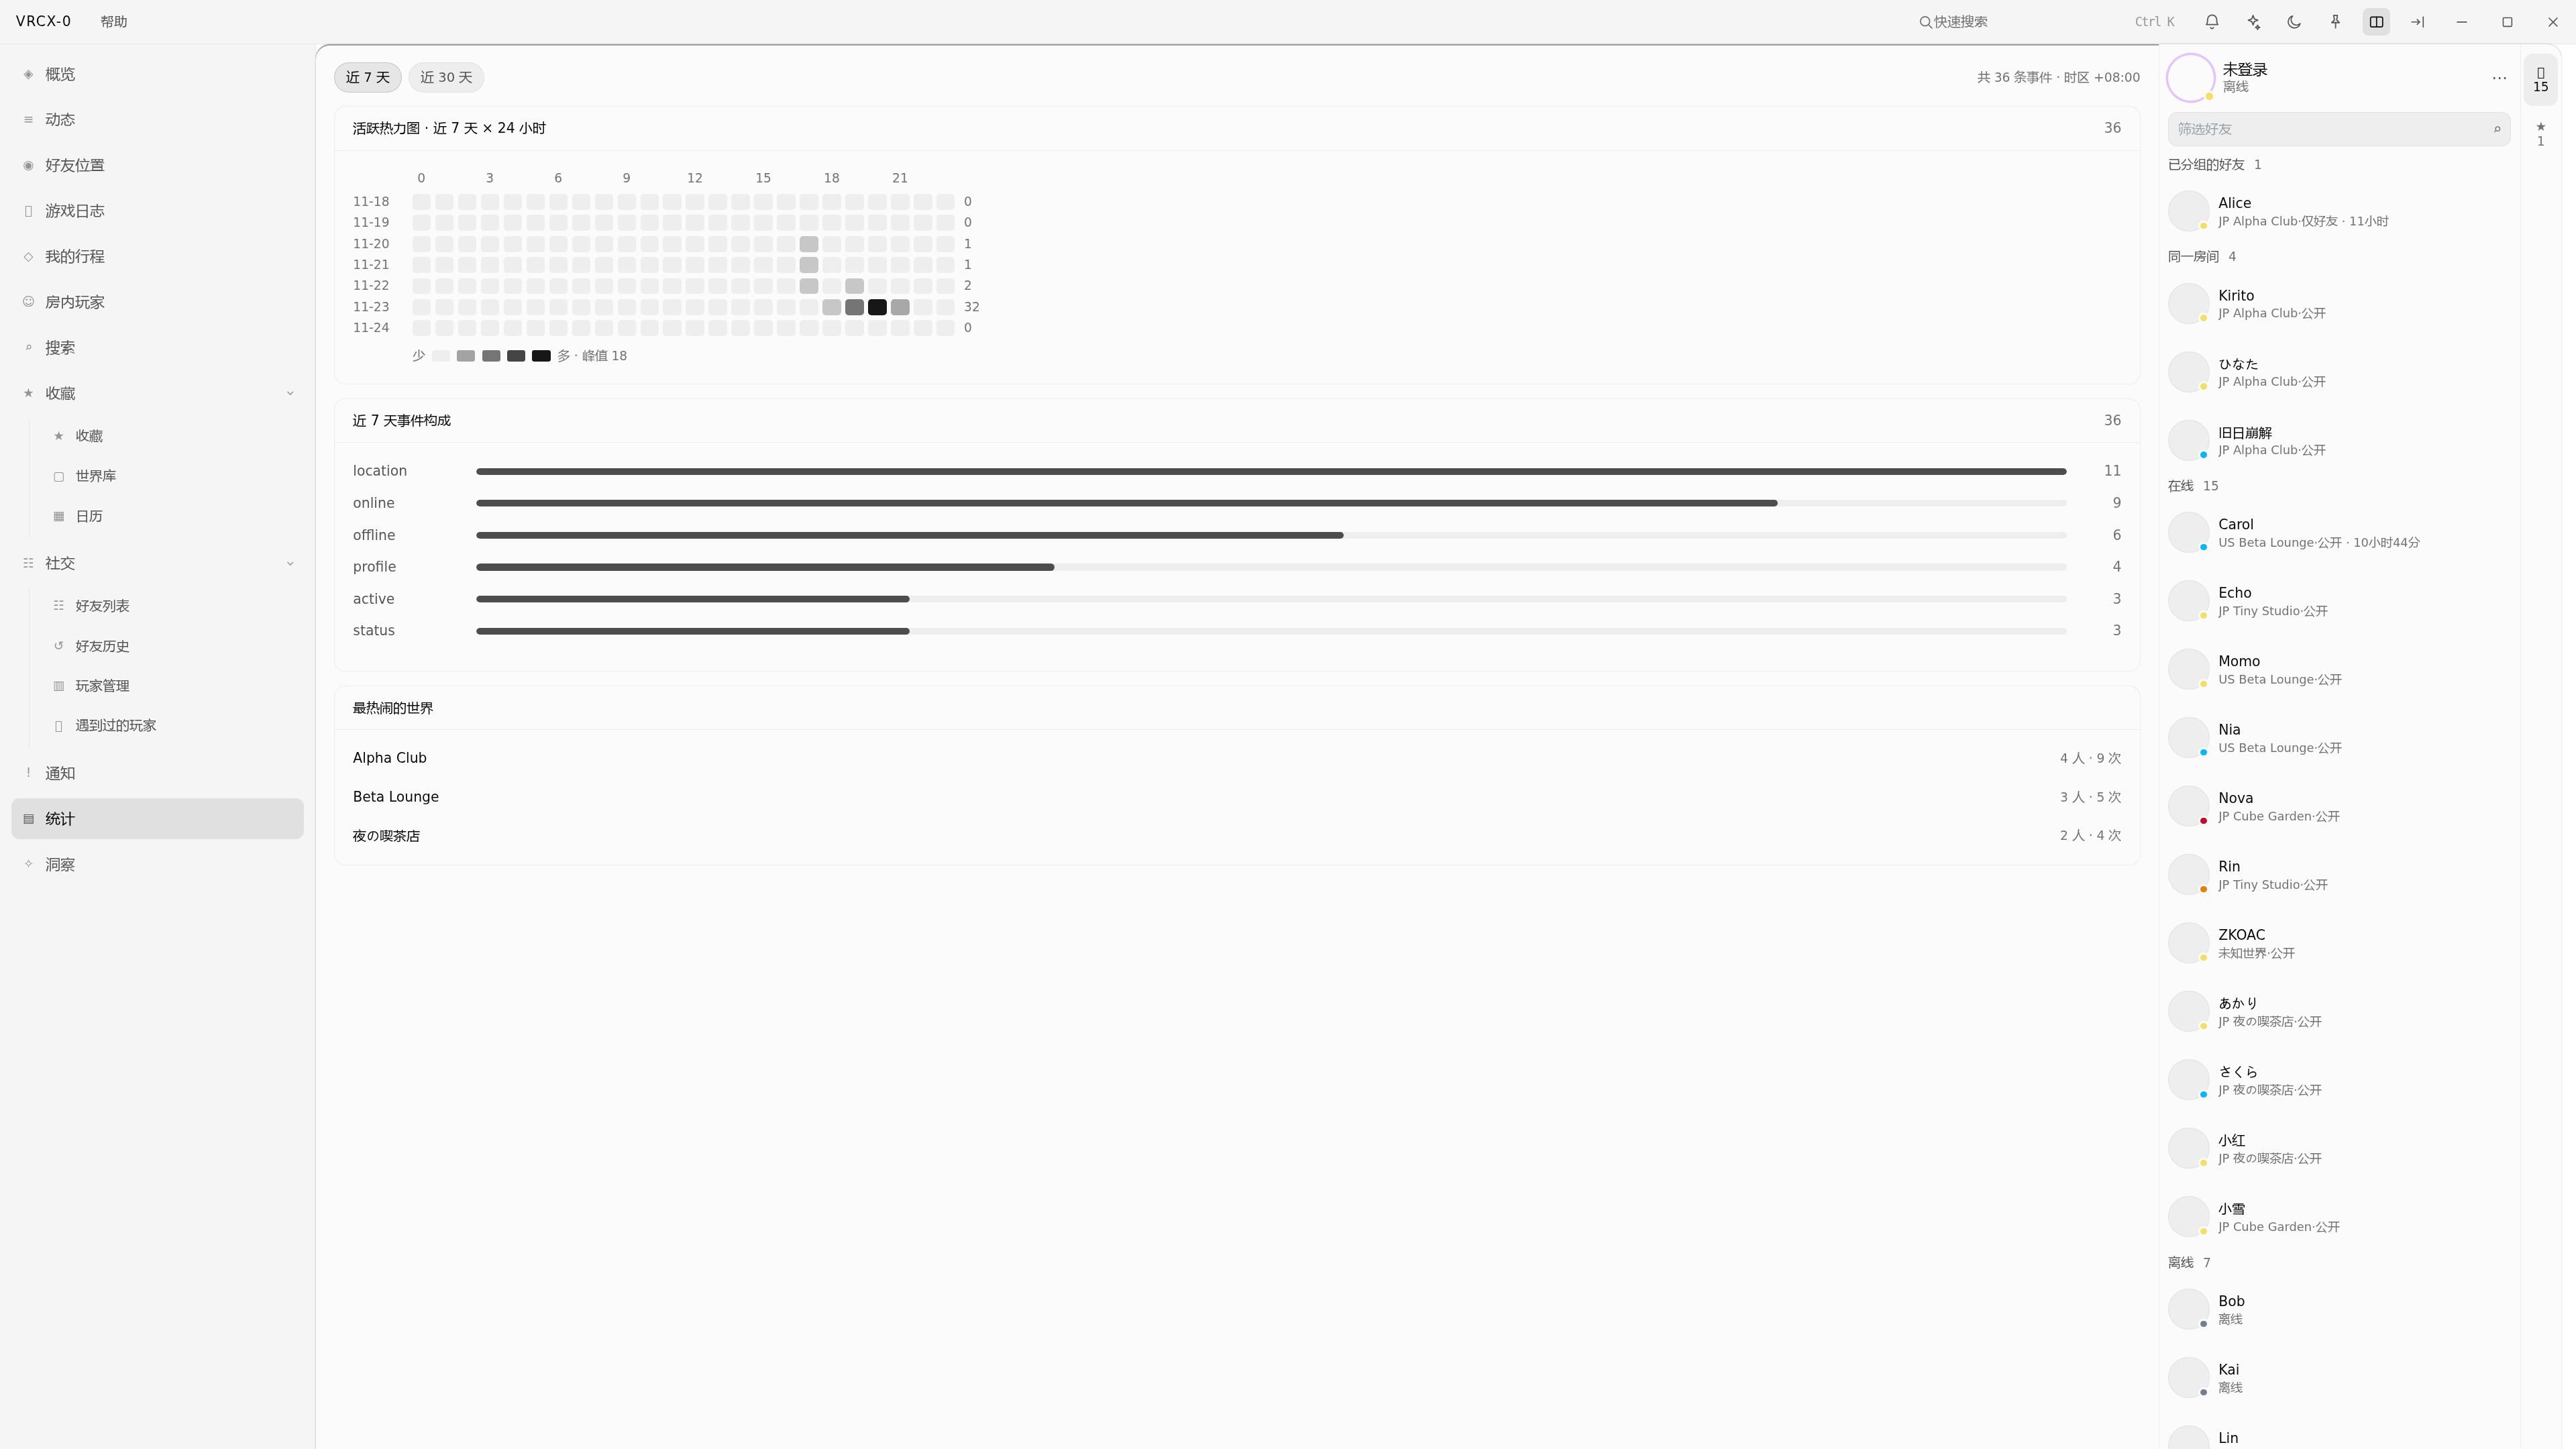 VRCX-0
帮助
快速搜索
Ctrl K
概览
动态
好友位置
游戏日志
我的行程
房内玩家
搜索
收藏
收藏
世界库
日历
社交
好友列表
好友历史
玩家管理
遇到过的玩家
通知
统计
洞察
近 7 天
近 30 天
共 36 条事件 · 时区 +08:00
活跃热力图 · 近 7 天 × 24 小时
36
0 3 6 9 12 15 18 21
11-18 0
11-19 0
11-20 1
11-21 1
11-22 2
11-23 32
11-24 0
少 多 · 峰值 18
近 7 天事件构成
36
location 11
online 9
offline 6
profile 4
active 3
status 3
最热闹的世界
Alpha Club 4 人 · 9 次
Beta Lounge 3 人 · 5 次
夜の喫茶店 2 人 · 4 次
未登录
离线
筛选好友
已分组的好友 1
Alice
JP Alpha Club·仅好友 · 11小时
同一房间 4
Kirito
JP Alpha Club·公开
ひなた
JP Alpha Club·公开
旧日崩解
JP Alpha Club·公开
在线 15
Carol
US Beta Lounge·公开 · 10小时44分
Echo
JP Tiny Studio·公开
Momo
US Beta Lounge·公开
Nia
US Beta Lounge·公开
Nova
JP Cube Garden·公开
Rin
JP Tiny Studio·公开
ZKOAC
未知世界·公开
あかり
JP 夜の喫茶店·公开
さくら
JP 夜の喫茶店·公开
小红
JP 夜の喫茶店·公开
小雪
JP Cube Garden·公开
离线 7
Bob
离线
Kai
离线
Lin
15
★
1